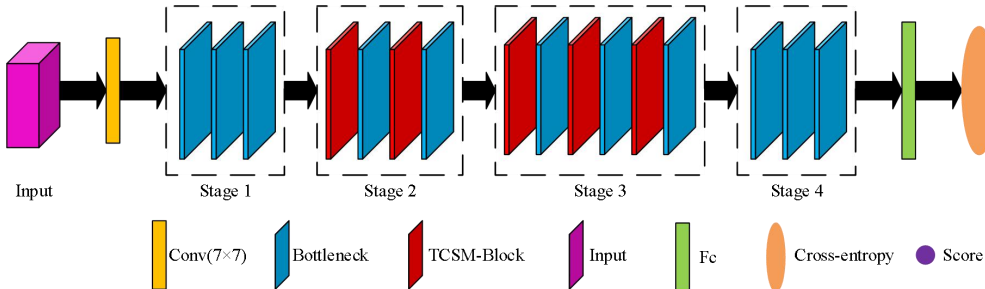 Input
Stage 1
Stage 2
Stage 3
Stage 4
Conv(7×7)
Bottleneck
TCSM-Block
Input
Fc
Cross-entropy
Score